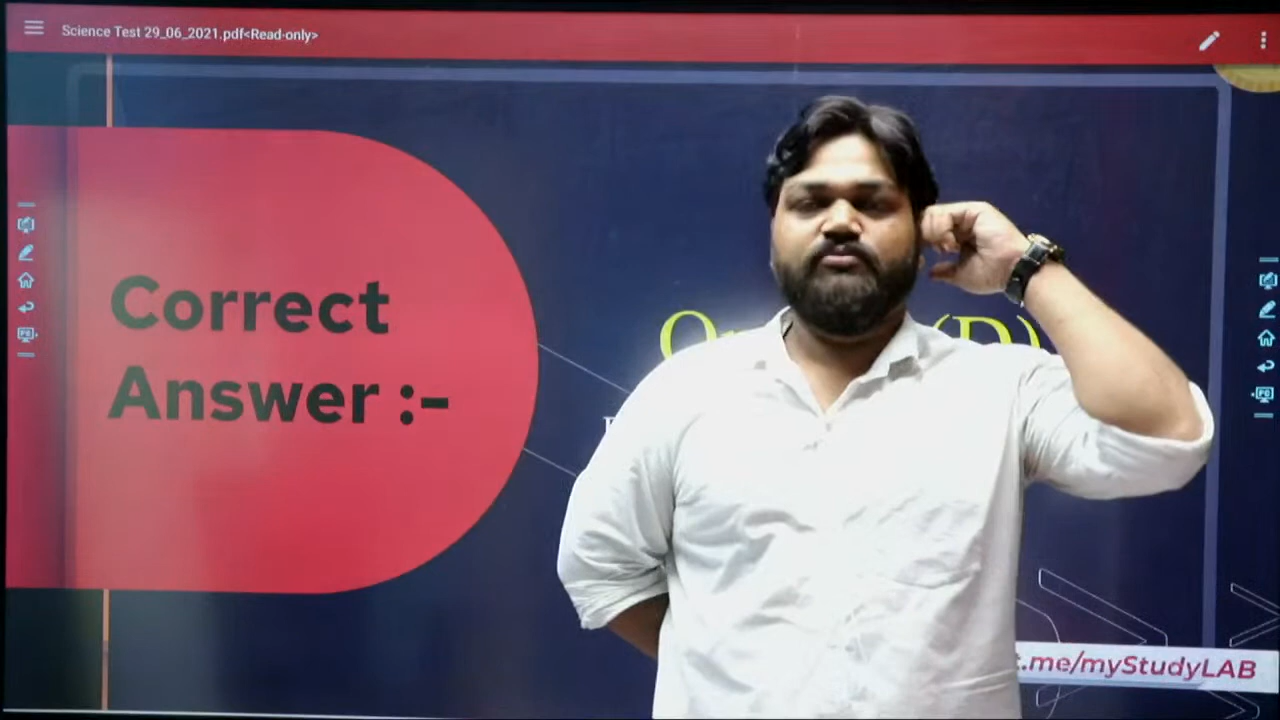 Science Test 29_06_2021.pdf<Read-only>
Correct
Answer :-
(D)
t.me/myStudyLAB